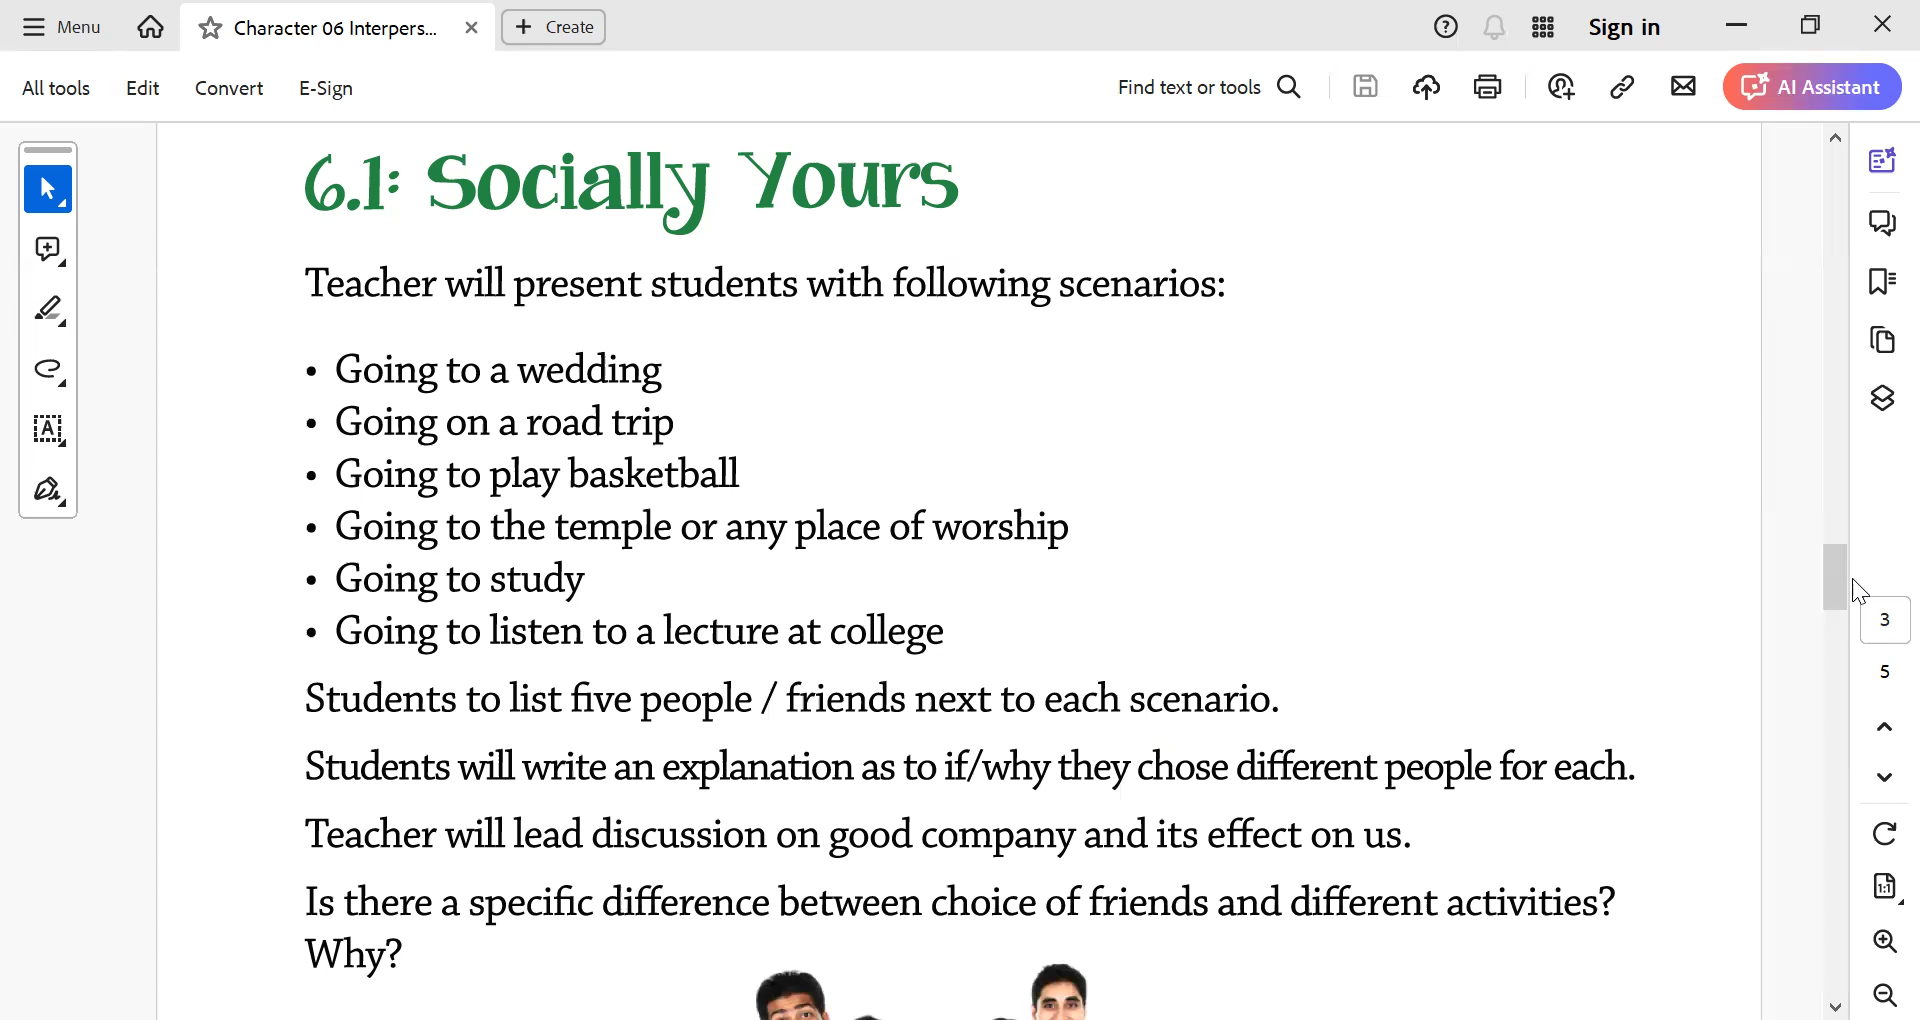 Menu
Character 06 Interpers...
Create
Sign in
All tools
Edit
Convert
E-Sign
Find text or tools
AI Assistant
6.1: Socially Yours
Teacher will present students with following scenarios:
• Going to a wedding
• Going on a road trip
• Going to play basketball
• Going to the temple or any place of worship
• Going to study
• Going to listen to a lecture at college
Students to list five people / friends next to each scenario.
Students will write an explanation as to if/why they chose different people for each.
Teacher will lead discussion on good company and its effect on us.
Is there a specific difference between choice of friends and different activities?
Why?
3
5
1:1